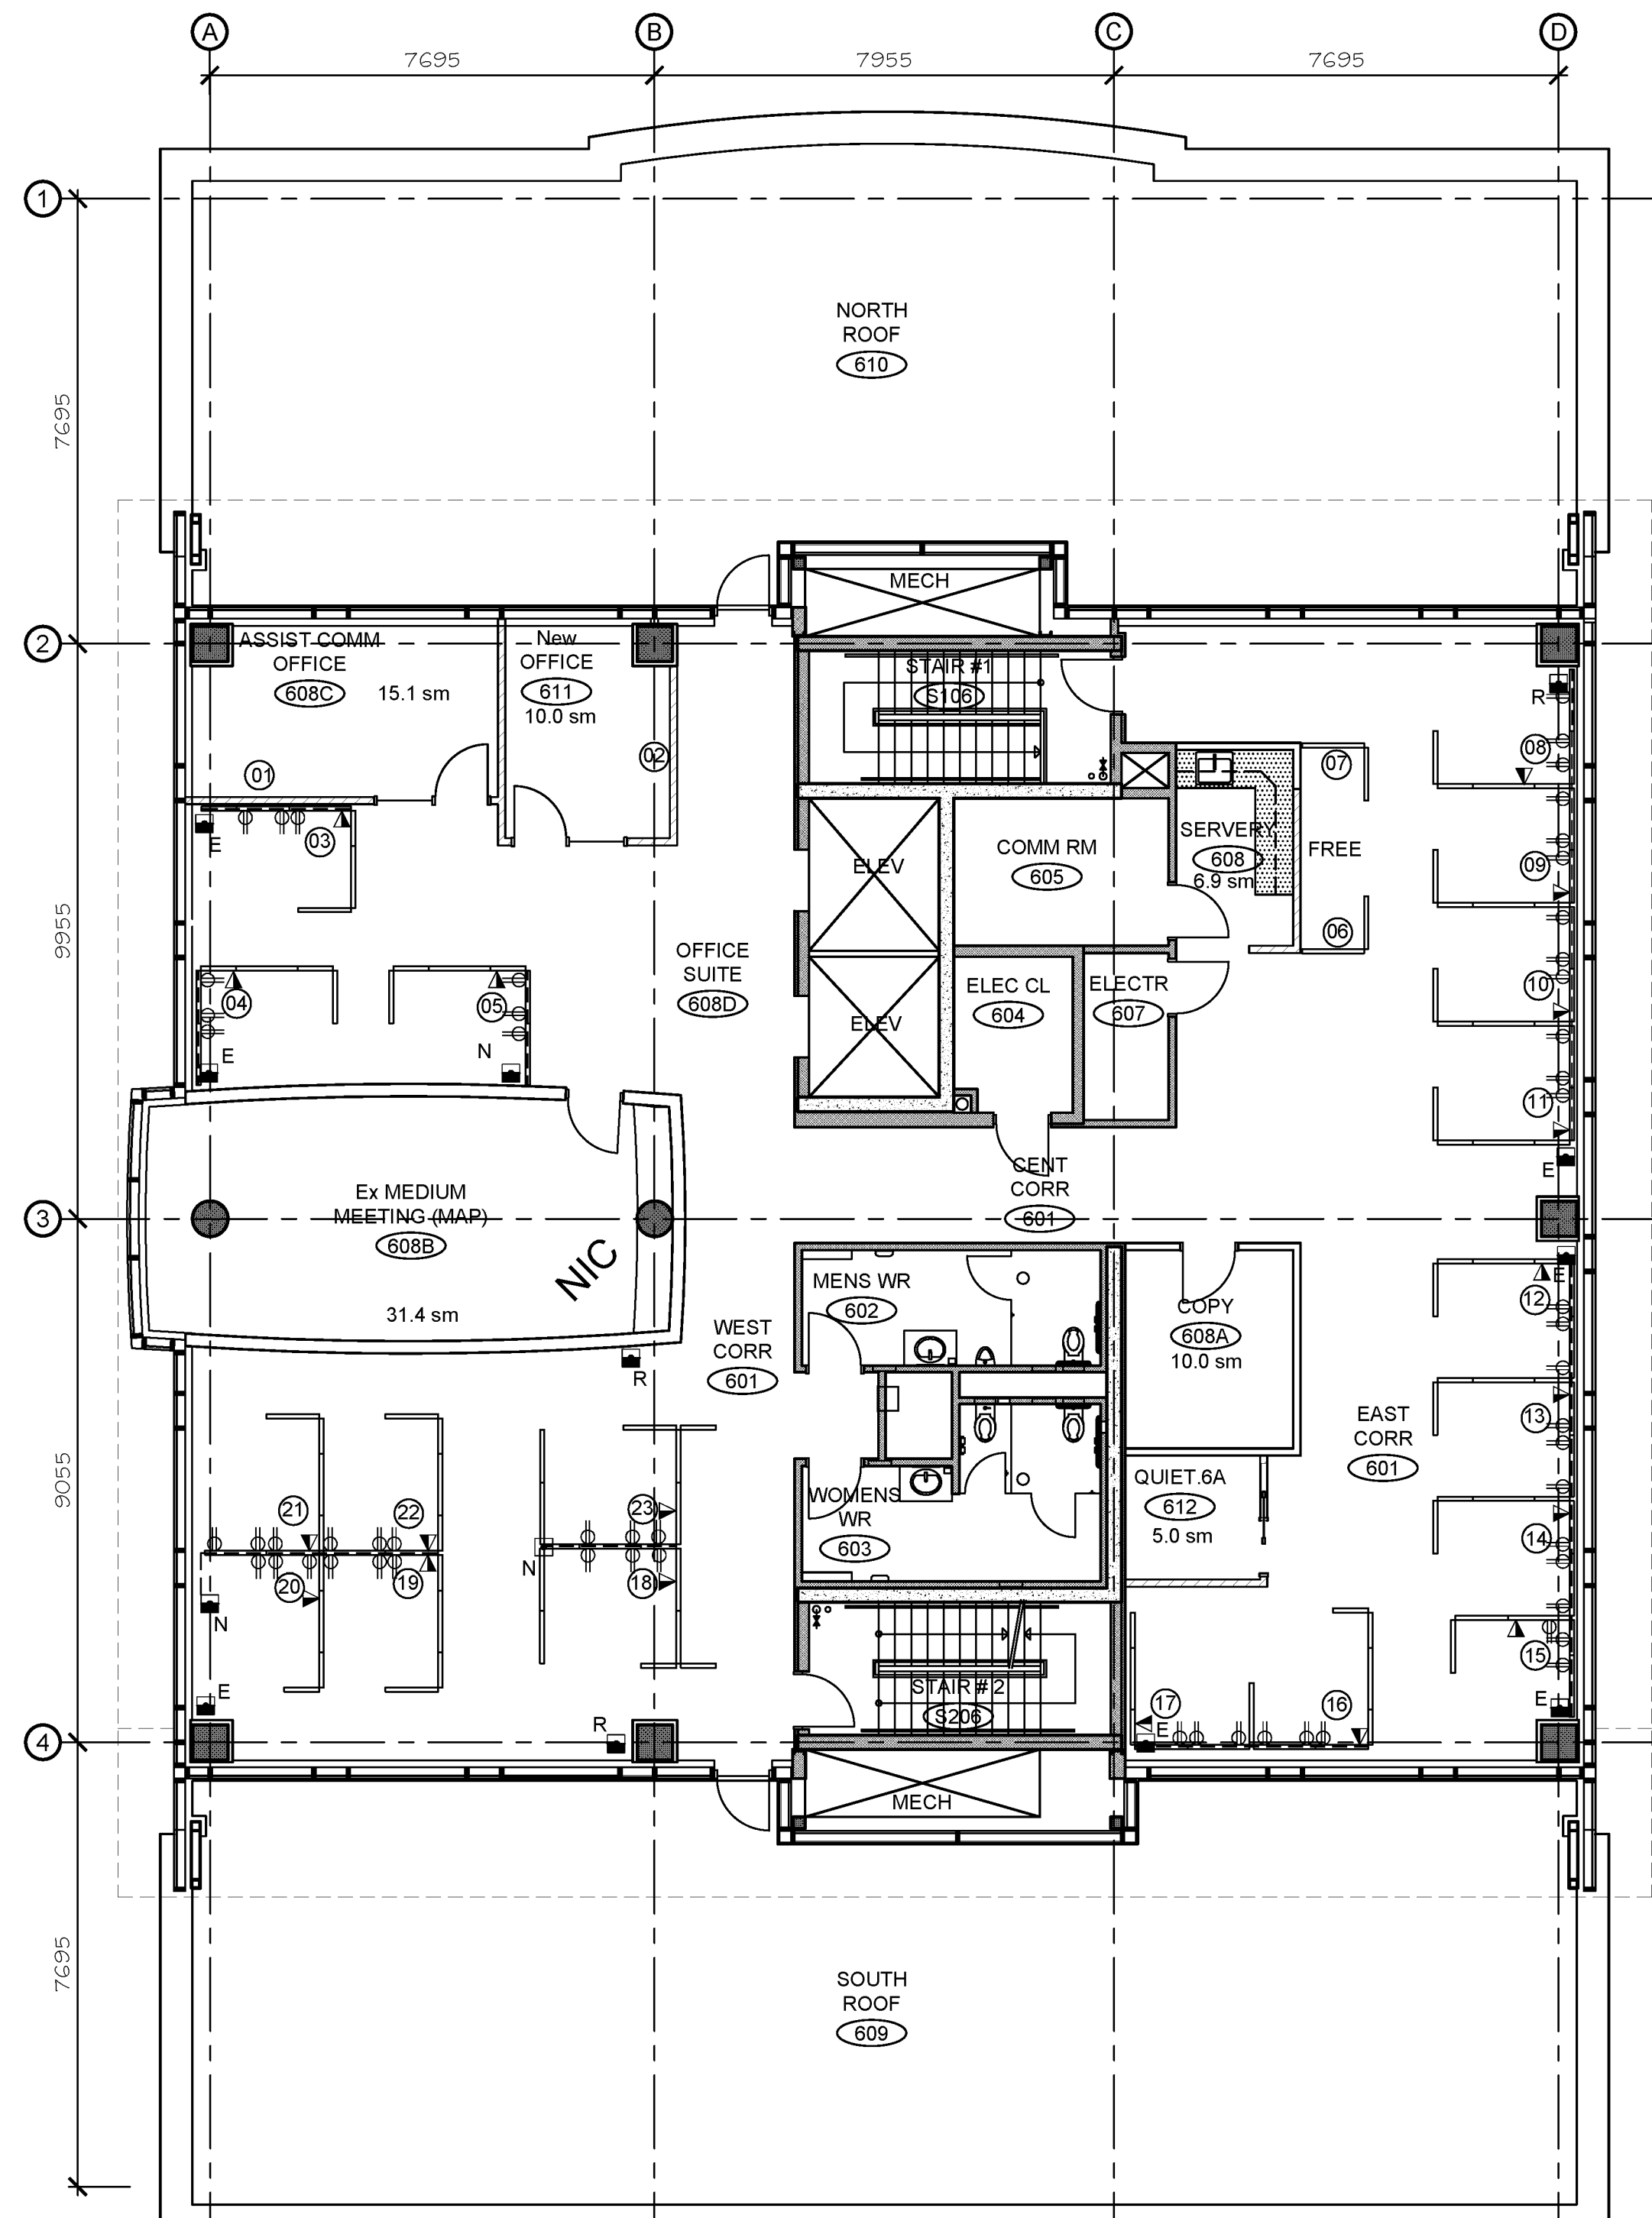 A
B
C
D
7695
7955
7695
1
NORTH
ROOF
610
7695
MECH
2
ASSIST COMM
OFFICE
608C
15.1 sm
New
OFFICE
611
10.0 sm
STAIR #1
S106
R
08
07
02
01
03
E
ELEV
COMM RM
605
SERVERY
608
6.9 sm
FREE
09
9955
OFFICE
SUITE
608D
06
04
05
E
N
ELEV
ELEC CL
604
ELECTR
607
10
11
E
CENT
CORR
601
3
Ex MEDIUM
MEETING (MAP)
608B
NIC
31.4 sm
MENS WR
602
COPY
608A
10.0 sm
E
12
WEST
CORR
601
R
EAST
CORR
601
13
9055
QUIET.6A
612
5.0 sm
WOMENS
WR
603
21
22
23
14
20
19
18
N
N
15
E
STAIR # 2
S206
17
E
16
E
4
R
MECH
7695
SOUTH
ROOF
609